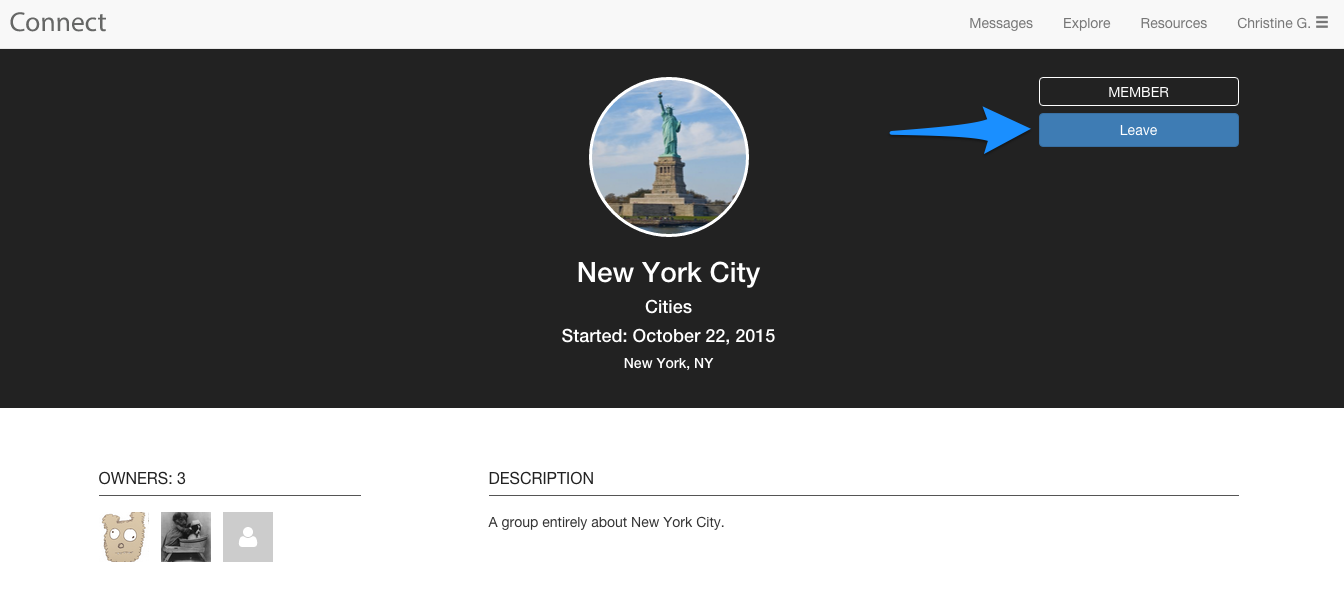 Connect
Messages Explore Resources Christine G.
MEMBER
Leave
New York City
Cities
Started: October 22, 2015
New York, NY
OWNERS: 3
DESCRIPTION
A group entirely about New York City.